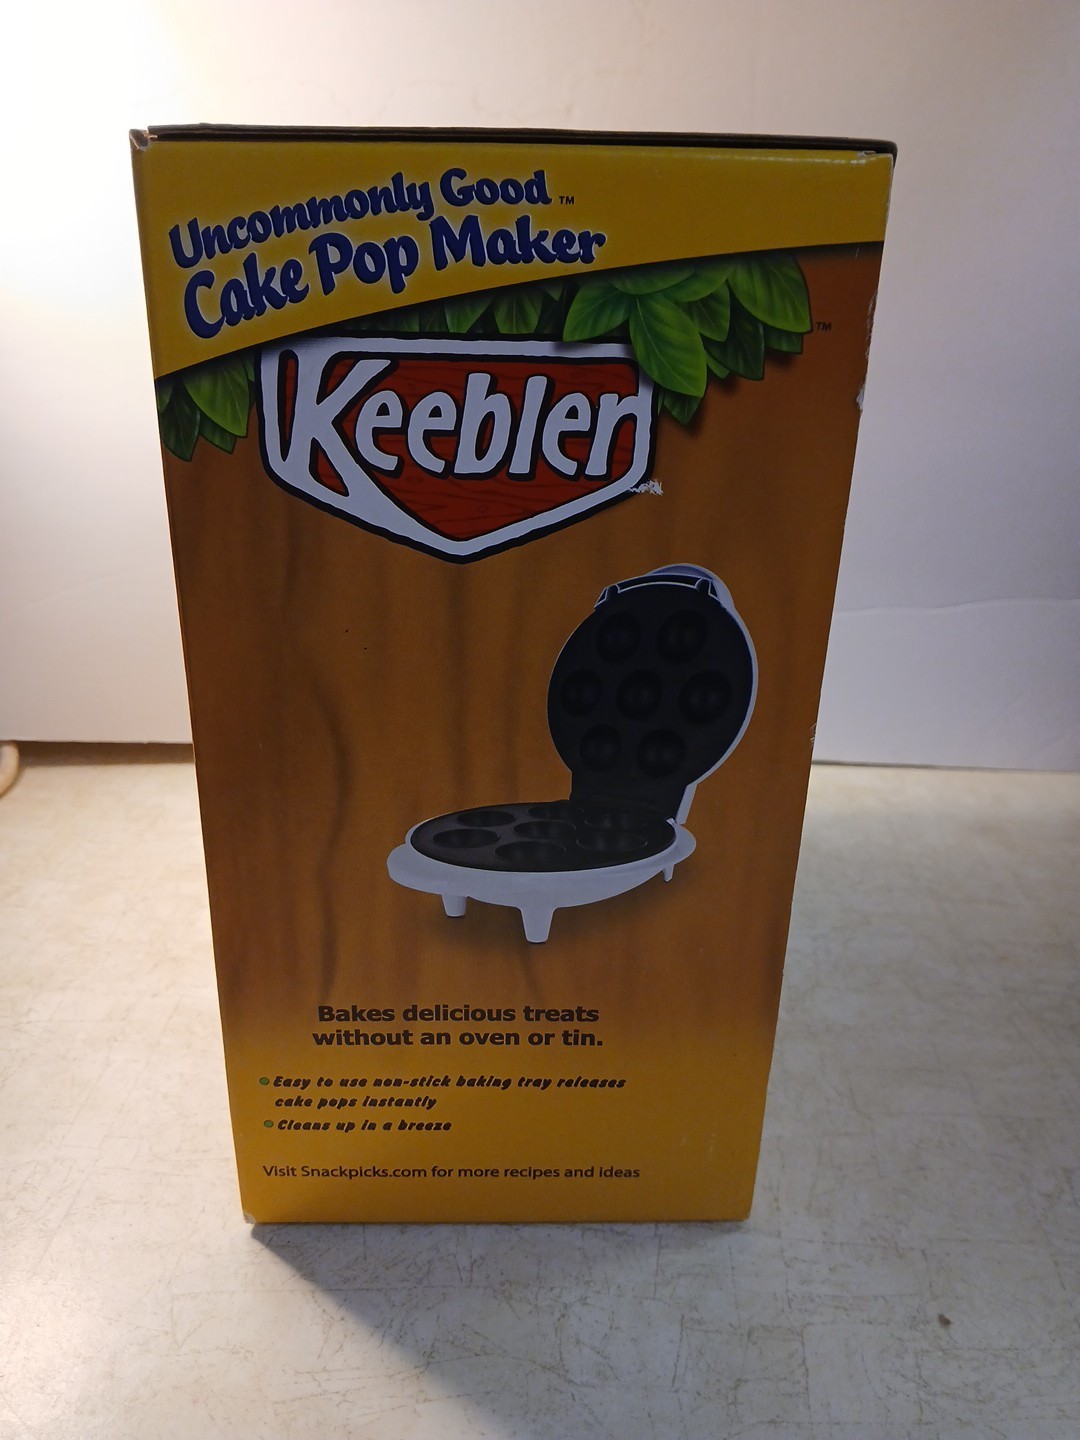 Uncommonly Good™
Cake Pop Maker
™
Keebler
Bakes delicious treats
without an oven or tin.
Easy to use non-stick baking tray releases
cake pops instantly
Cleans up in a breeze
Visit Snackpicks.com for more recipes and ideas